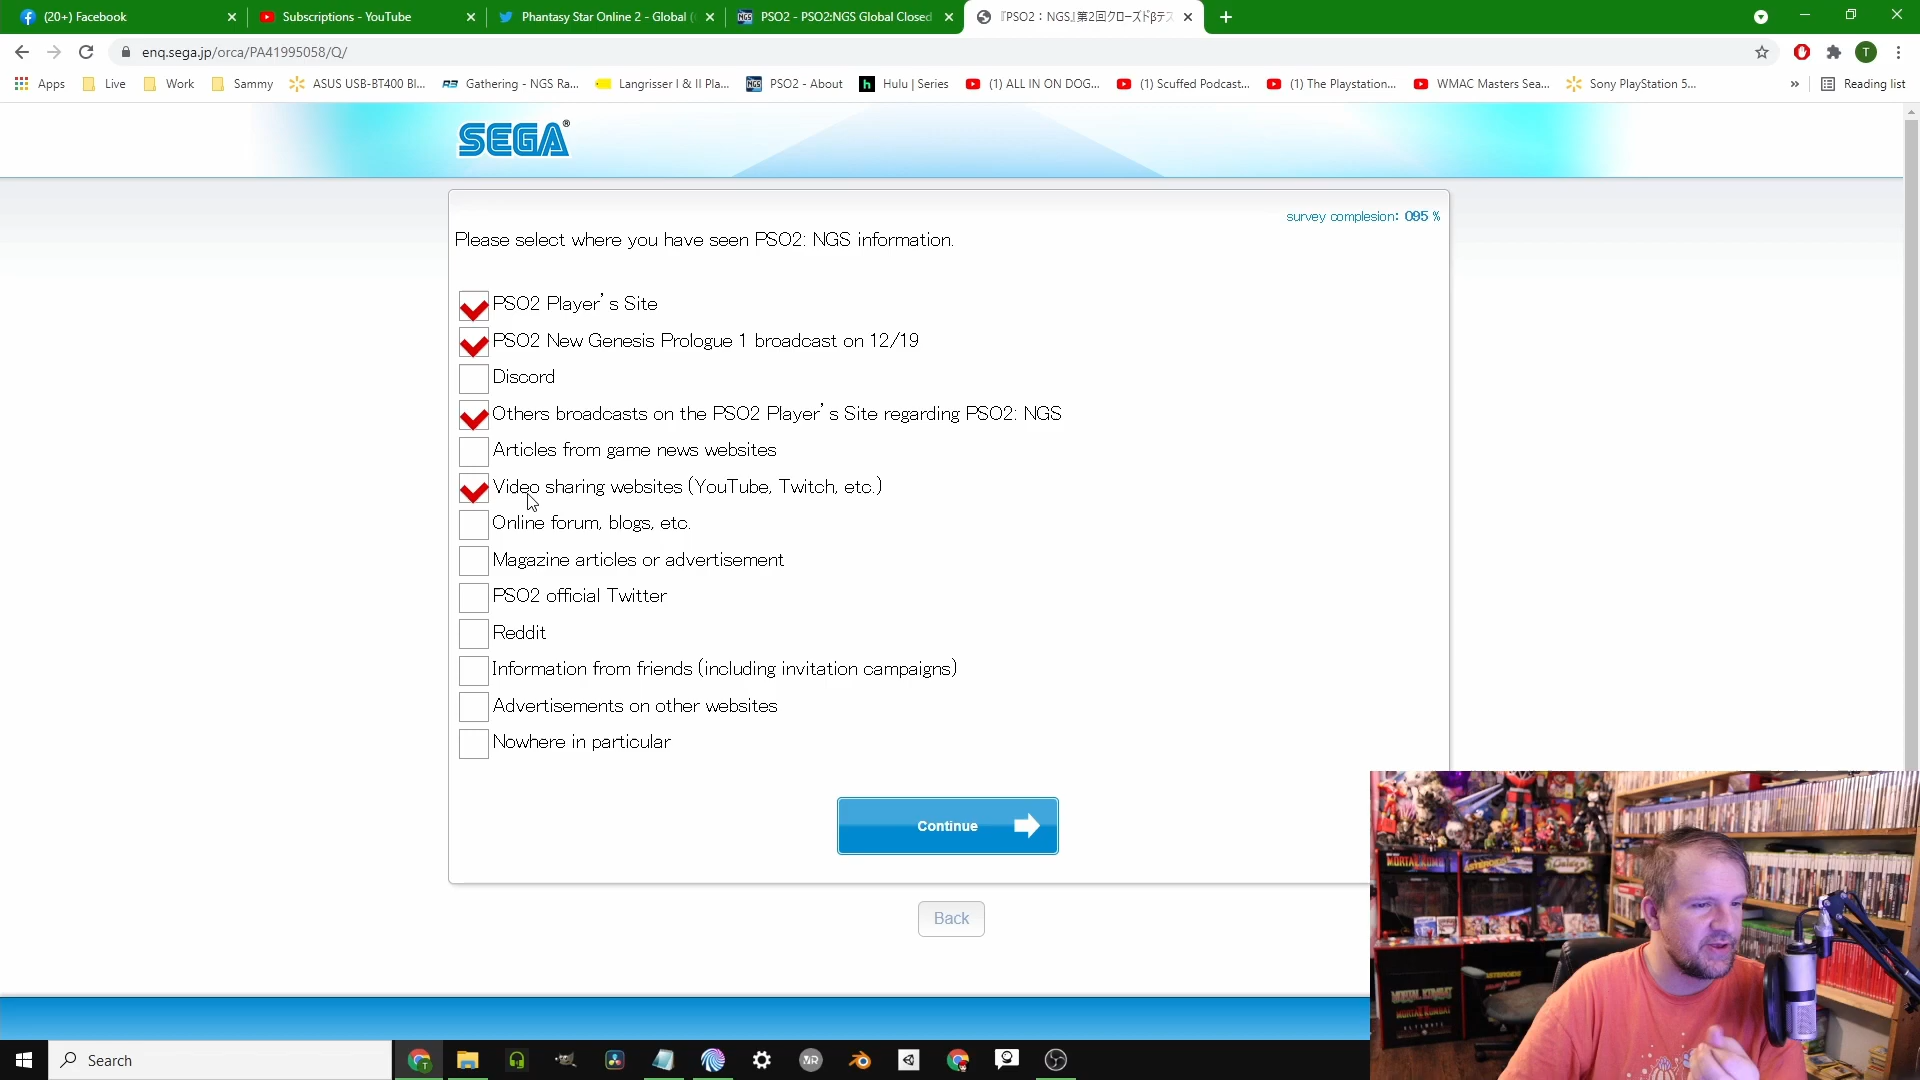 (20+) Facebook
Subscriptions - YouTube
Phantasy Star Online 2 - Global (
PSO2 - PSO2:NGS Global Closed
『PSO2：NGS』第2回クローズドβテス
enq.sega.jp/orca/PA41995058/Q/
T
Apps
Live
Work
Sammy
ASUS USB-BT400 Bl...
Gathering - NGS Ra...
Langrisser I & II Pla...
PSO2 - About
Hulu | Series
(1) ALL IN ON DOG...
(1) Scuffed Podcast...
(1) The Playstation...
WMAC Masters Sea...
Sony PlayStation 5...
»
Reading list
SEGA®
survey complesion: 095 %
Please select where you have seen PSO2: NGS information.
PSO2 Player's Site
PSO2 New Genesis Prologue 1 broadcast on 12/19
Discord
Others broadcasts on the PSO2 Player's Site regarding PSO2: NGS
Articles from game news websites
Video sharing websites (YouTube, Twitch, etc.)
Online forum, blogs, etc.
Magazine articles or advertisement
PSO2 official Twitter
Reddit
Information from friends (including invitation campaigns)
Advertisements on other websites
Nowhere in particular
Continue
Back
MORTAL KOMBAT
MORTAL KOMBAT
Search